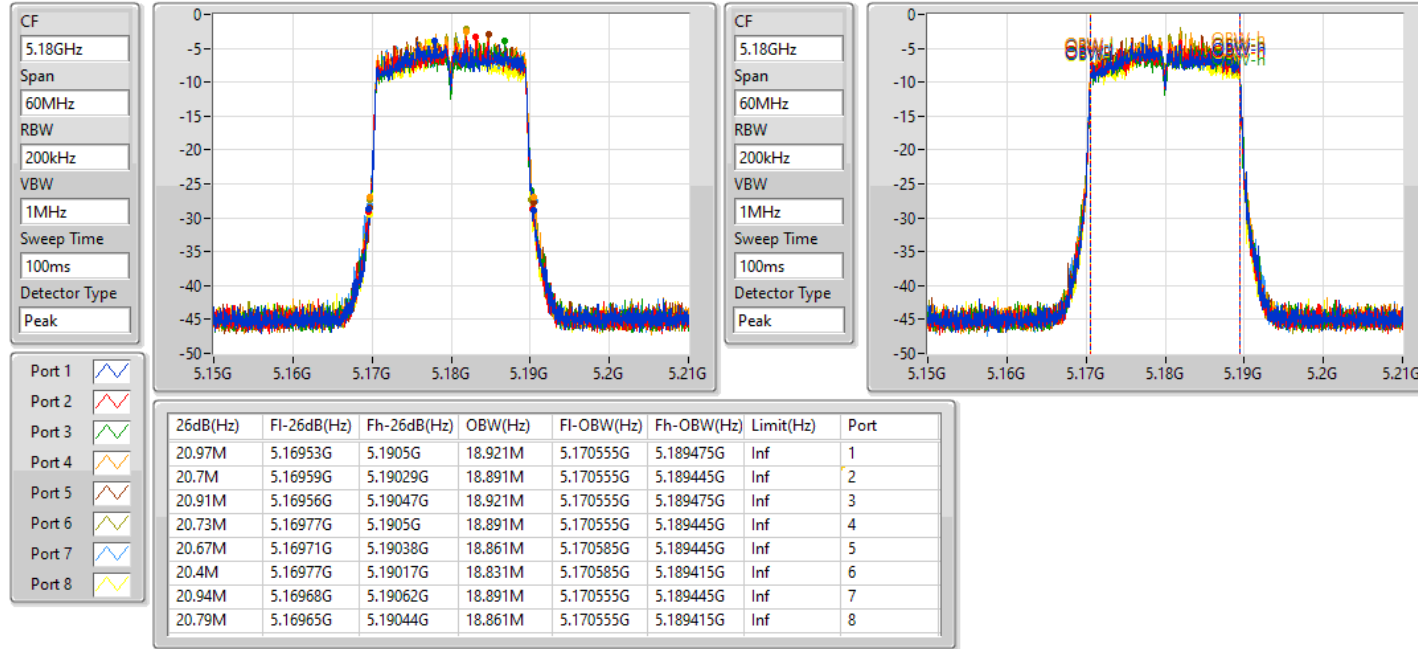 CF
5.18GHz
Span
60MHz
RBW
200kHz
VBW
1MHz
Sweep Time
100ms
Detector Type
Peak
0
-5
-10
-15
-20
-25
-30
-35
-40
-45
-50
5.15G 5.16G 5.17G 5.18G 5.19G 5.2G 5.21G
CF
5.18GHz
Span
60MHz
RBW
200kHz
VBW
1MHz
Sweep Time
100ms
Detector Type
Peak
0
-5
-10
-15
-20
-25
-30
-35
-40
-45
-50
5.15G 5.16G 5.17G 5.18G 5.19G 5.2G 5.21G
Port 1
Port 2
Port 3
Port 4
Port 5
Port 6
Port 7
Port 8
26dB(Hz) Fl-26dB(Hz) Fh-26dB(Hz) OBW(Hz) Fl-OBW(Hz) Fh-OBW(Hz) Limit(Hz) Port
20.97M 5.16953G 5.1905G 18.921M 5.170555G 5.189475G Inf 1
20.7M 5.16959G 5.19029G 18.891M 5.170555G 5.189445G Inf 2
20.91M 5.16956G 5.19047G 18.921M 5.170555G 5.189475G Inf 3
20.73M 5.16977G 5.1905G 18.891M 5.170555G 5.189445G Inf 4
20.67M 5.16971G 5.19038G 18.861M 5.170585G 5.189445G Inf 5
20.4M 5.16977G 5.19017G 18.831M 5.170585G 5.189415G Inf 6
20.94M 5.16968G 5.19062G 18.891M 5.170555G 5.189445G Inf 7
20.79M 5.16965G 5.19044G 18.861M 5.170555G 5.189415G Inf 8